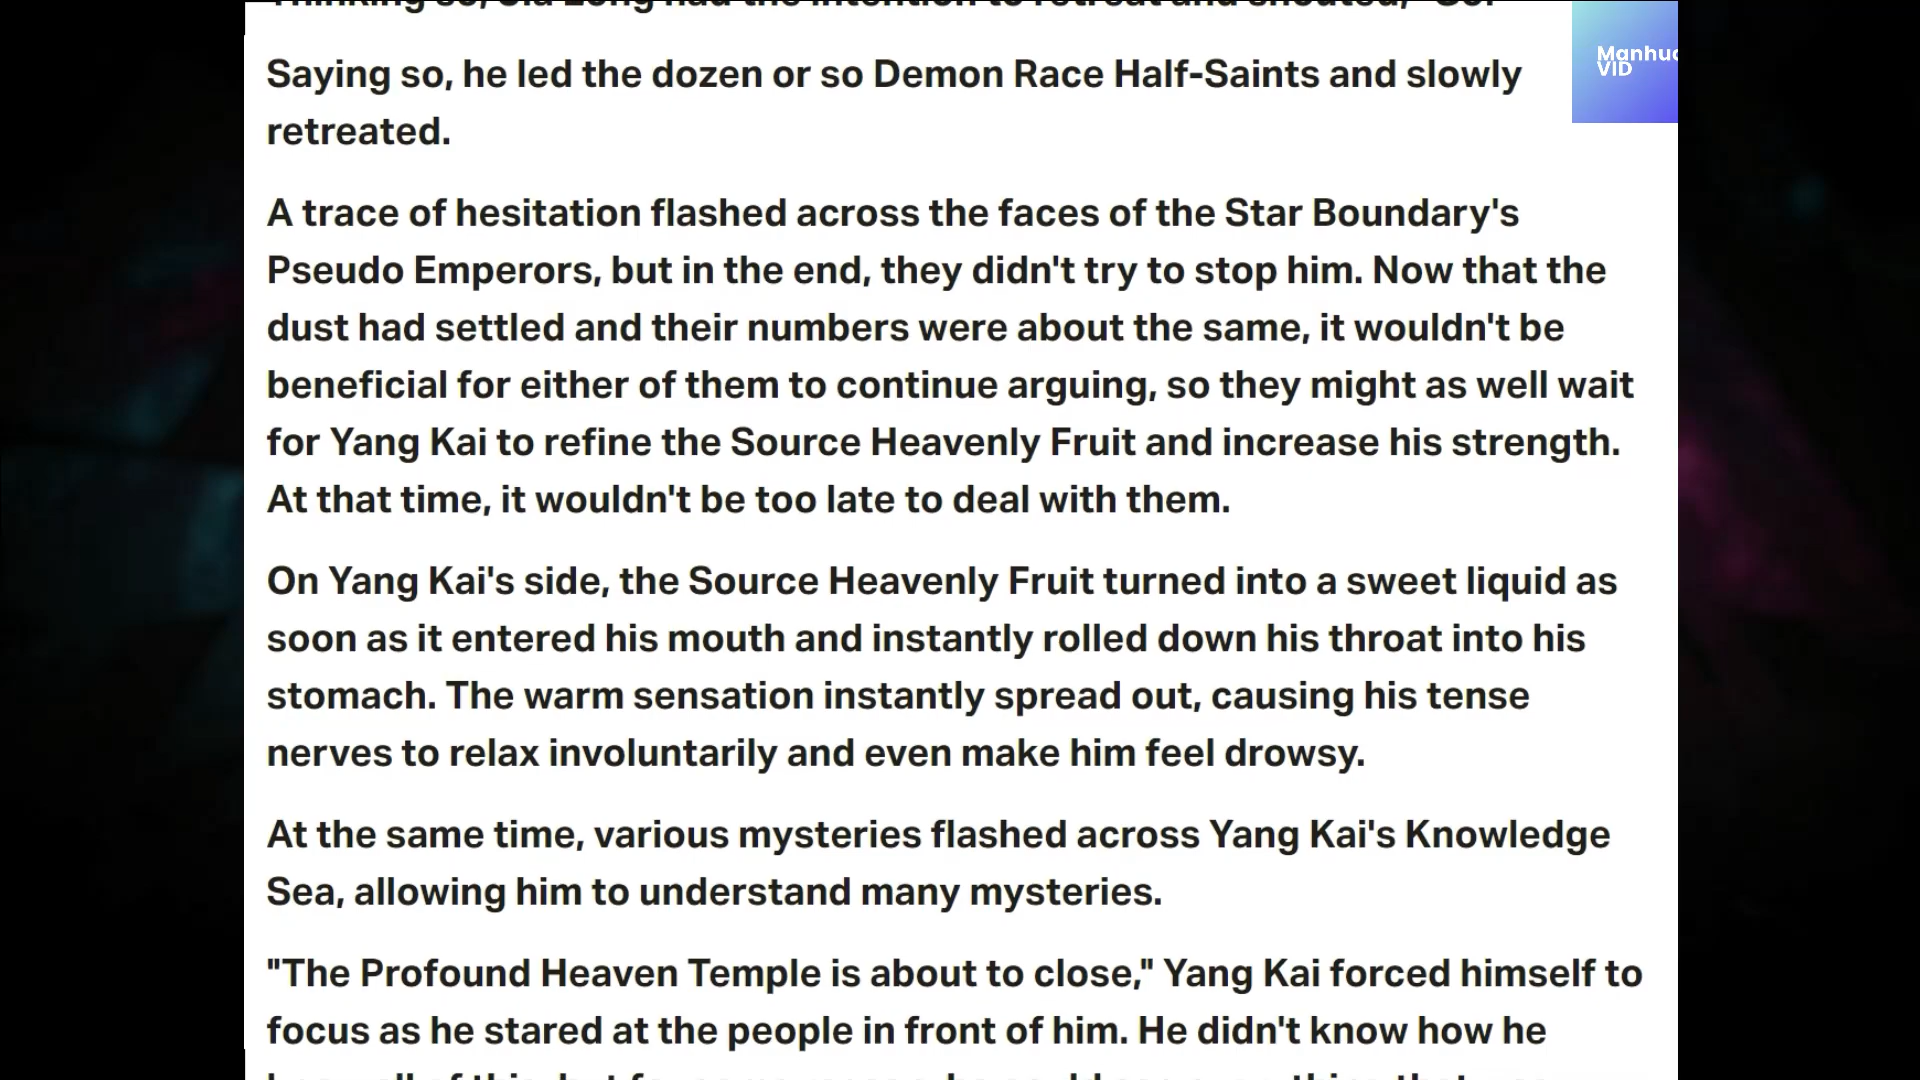 Saying so, he led the dozen or so Demon Race Half-Saints and slowly
retreated.
A trace of hesitation flashed across the faces of the Star Boundary's
Pseudo Emperors, but in the end, they didn't try to stop him. Now that the
dust had settled and their numbers were about the same, it wouldn't be
beneficial for either of them to continue arguing, so they might as well wait
for Yang Kai to refine the Source Heavenly Fruit and increase his strength.
At that time, it wouldn't be too late to deal with them.
On Yang Kai's side, the Source Heavenly Fruit turned into a sweet liquid as
soon as it entered his mouth and instantly rolled down his throat into his
stomach. The warm sensation instantly spread out, causing his tense
nerves to relax involuntarily and even make him feel drowsy.
At the same time, various mysteries flashed across Yang Kai's Knowledge
Sea, allowing him to understand many mysteries.
"The Profound Heaven Temple is about to close," Yang Kai forced himself to
focus as he stared at the people in front of him. He didn't know how he
Manhuc
VID